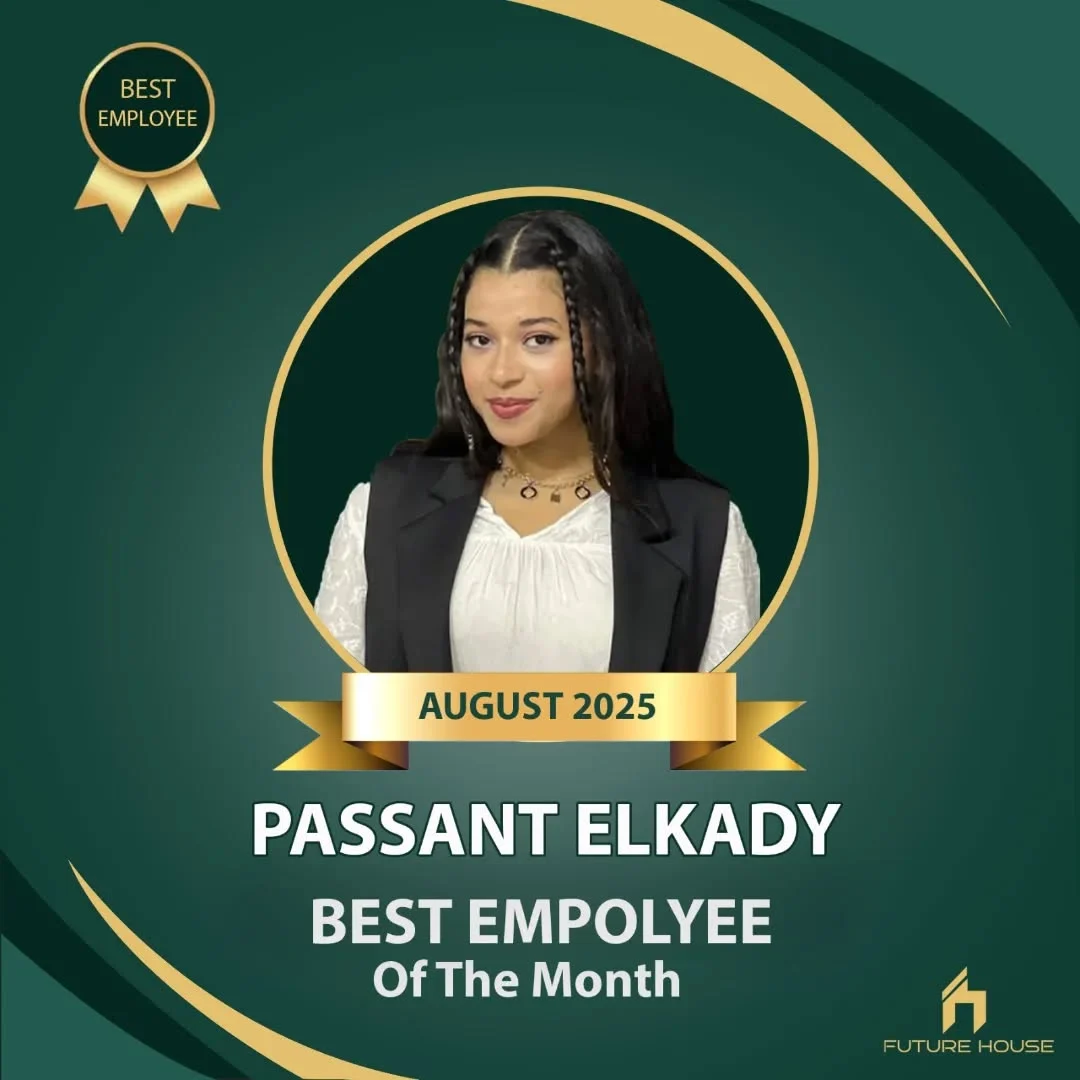 BEST
EMPLOYEE
AUGUST 2025
PASSANT ELKADY
BEST EMPOLYEE
Of The Month
FUTURE HOUSE